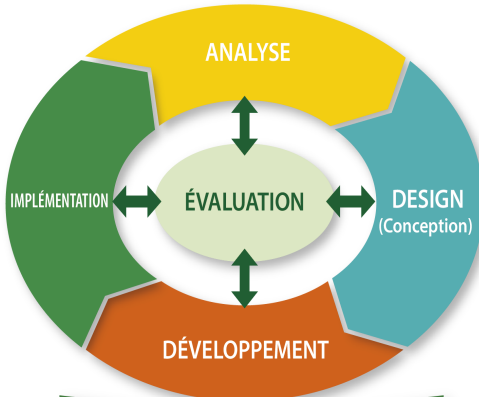 ANALYSE
IMPLÉMENTATION
ÉVALUATION
DESIGN
(Conception)
DÉVELOPPEMENT